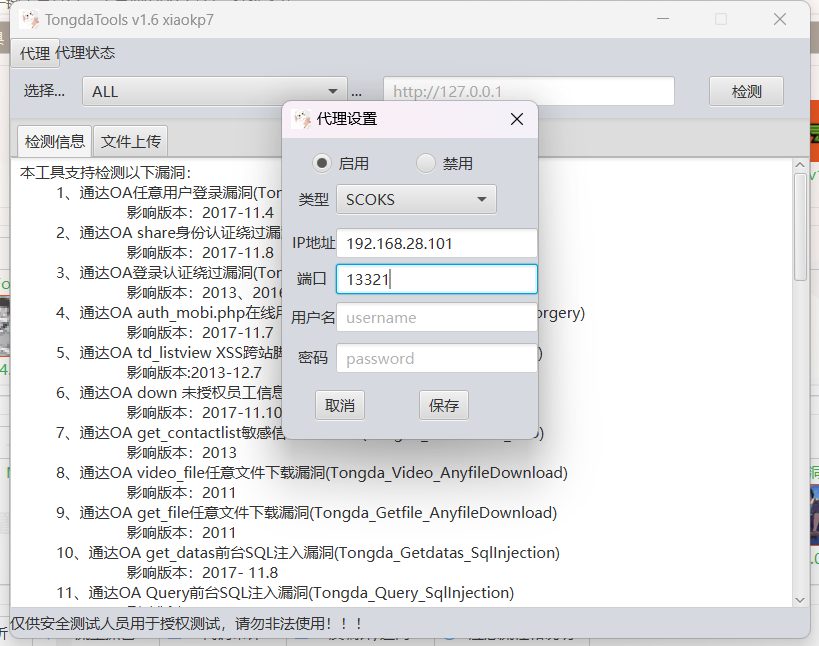 TongdaTools v1.6 xiaokp7
代理 代理状态
选择... ALL ... http://127.0.0.1 检测
检测信息 文件上传
代理设置
启用 禁用
类型 SCOKS
IP地址 192.168.28.101
端口 13321
用户名 username
密码 password
取消 保存
本工具支持检测以下漏洞：
1、通达OA任意用户登录漏洞(Ton
影响版本：2017-11.4
2、通达OA share身份认证绕过漏
影响版本：2017-11.8
3、通达OA登录认证绕过漏洞(Ton
影响版本：2013、2016
4、通达OA auth_mobi.php在线用 orgery)
影响版本：2017-11.7
5、通达OA td_listview XSS跨站脚 )
影响版本:2013-12.7
6、通达OA down 未授权员工信息
影响版本：2017-11.10
7、通达OA get_contactlist敏感信
影响版本：2013
8、通达OA video_file任意文件下载漏洞(Tongda_Video_AnyfileDownload)
影响版本：2011
9、通达OA get_file任意文件下载漏洞(Tongda_Getfile_AnyfileDownload)
影响版本：2011
10、通达OA get_datas前台SQL注入漏洞(Tongda_Getdatas_SqlInjection)
影响版本：2017- 11.8
11、通达OA Query前台SQL注入漏洞(Tongda_Query_SqlInjection)
仅供安全测试人员用于授权测试，请勿非法使用！！！